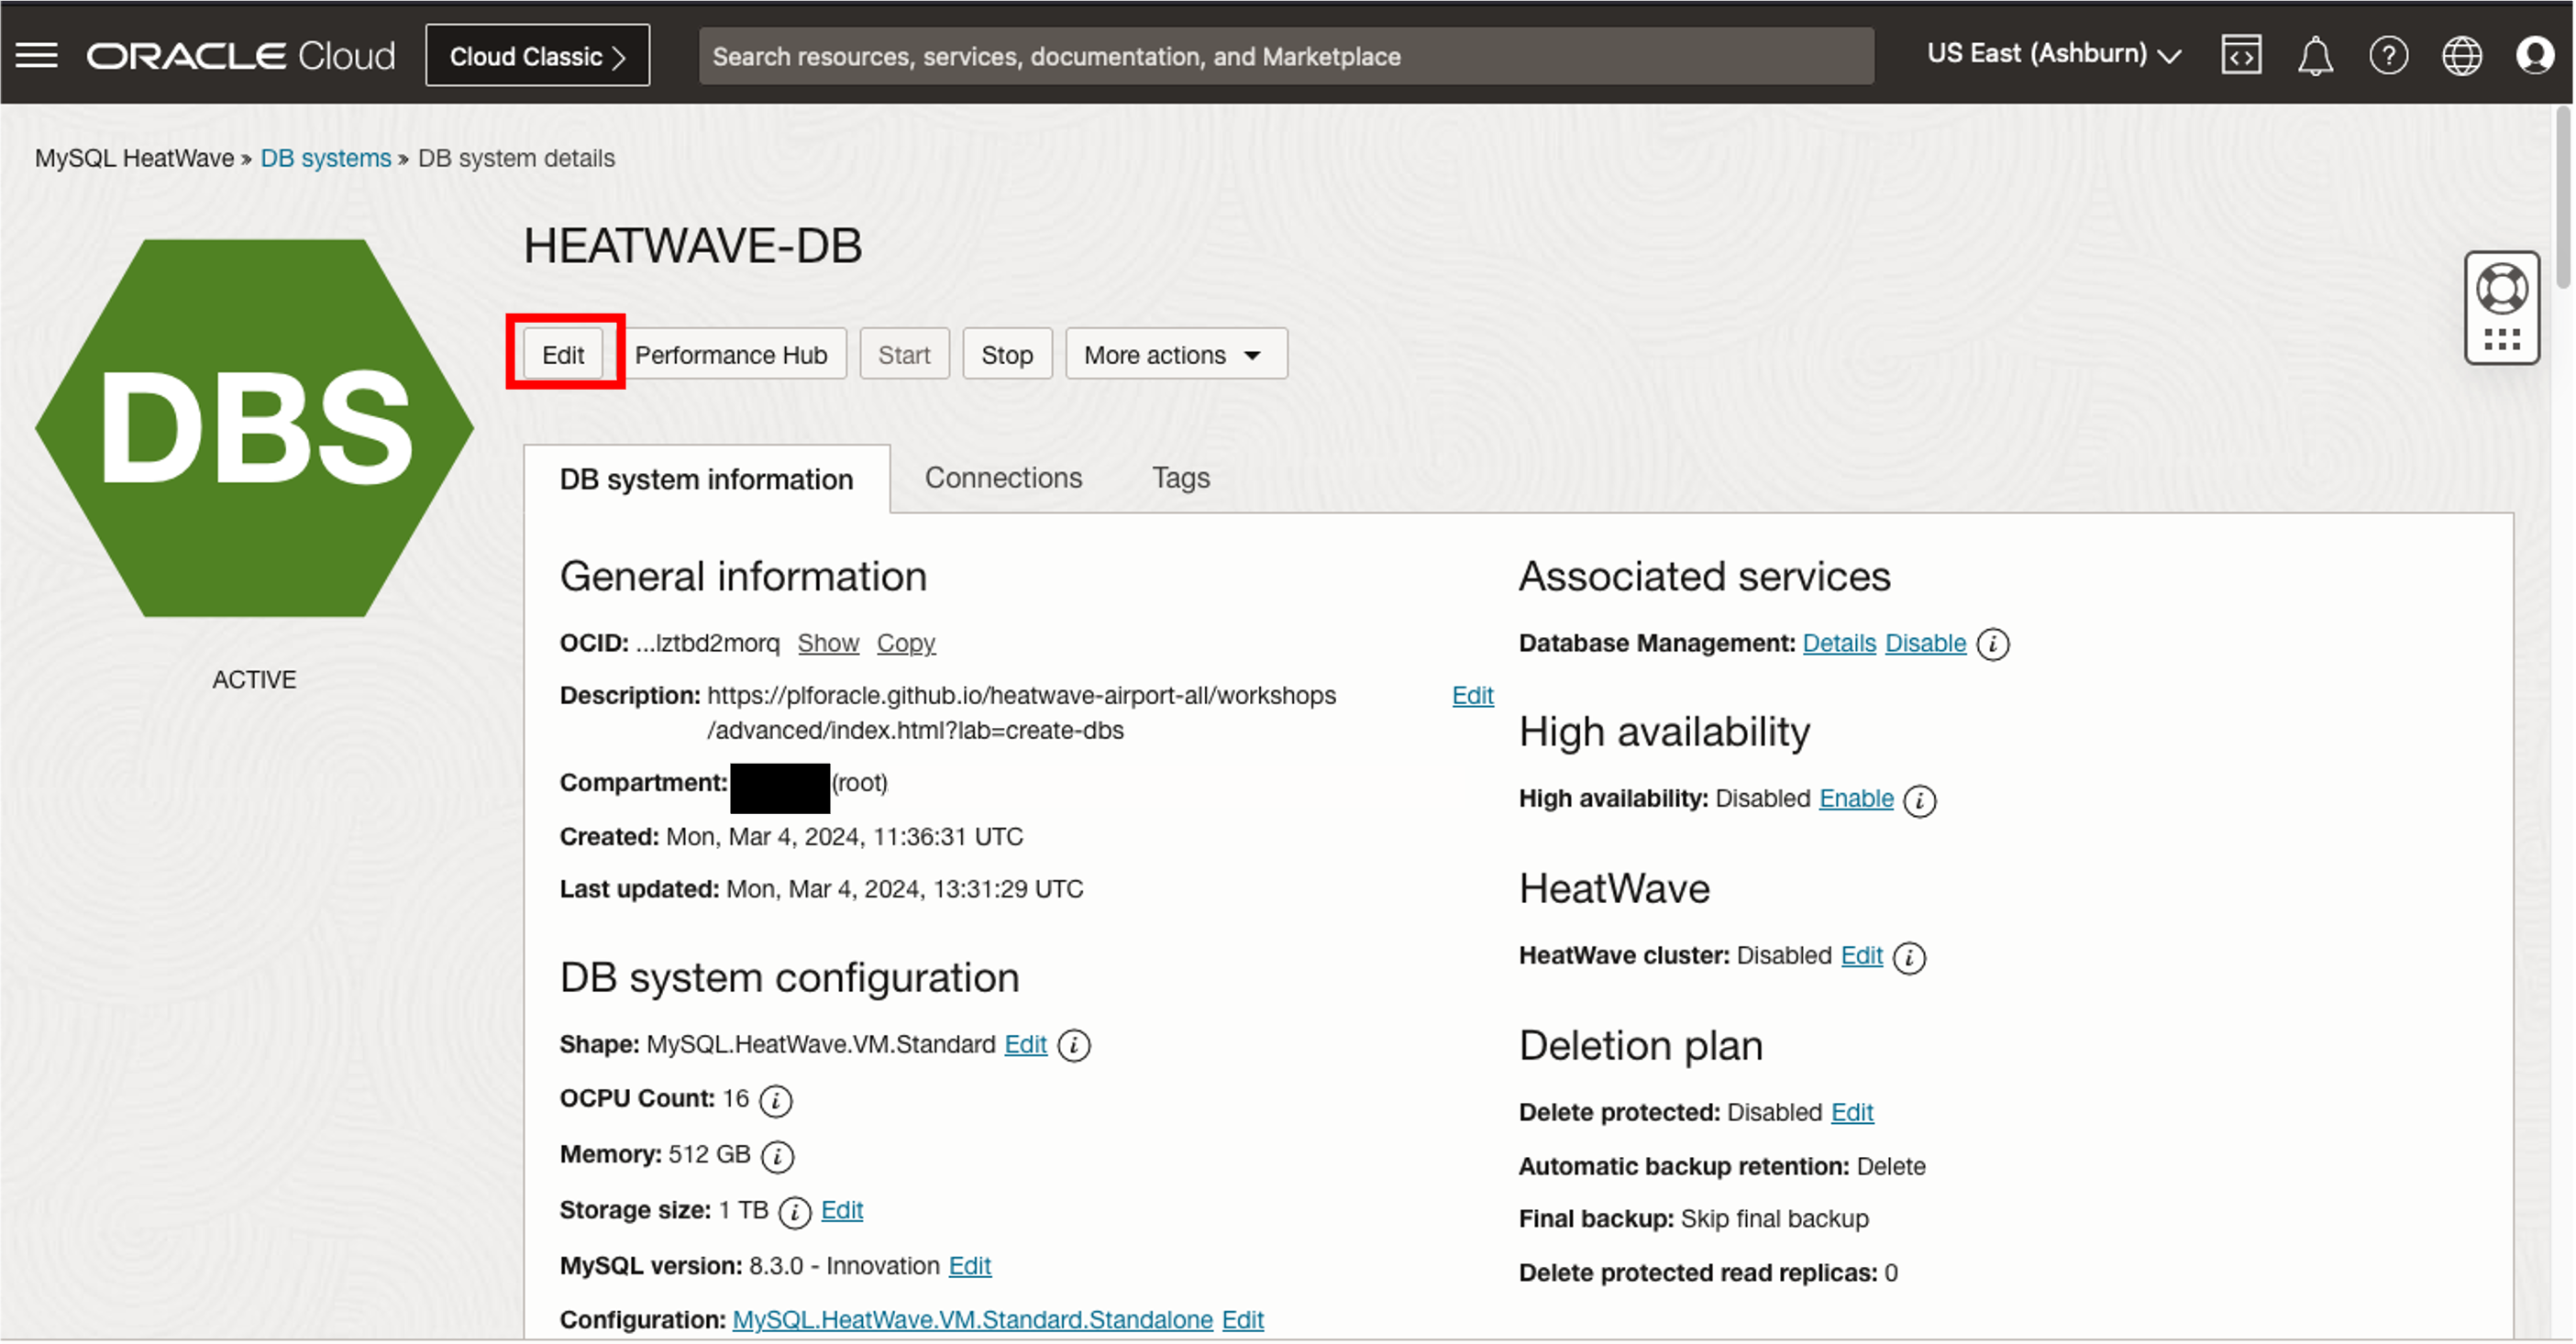 ORACLE Cloud
Cloud Classic >
Search resources, services, documentation, and Marketplace
US East (Ashburn)
MySQL HeatWave » DB systems » DB system details
HEATWAVE-DB
Edit
Performance Hub
Start
Stop
More actions
DBS
ACTIVE
DB system information
Connections
Tags
General information
OCID: ...lztbd2morq Show Copy
Description: https://plforacle.github.io/heatwave-airport-all/workshops
/advanced/index.html?lab=create-dbs
Edit
Compartment: (root)
Created: Mon, Mar 4, 2024, 11:36:31 UTC
Last updated: Mon, Mar 4, 2024, 13:31:29 UTC
DB system configuration
Shape: MySQL.HeatWave.VM.Standard Edit
OCPU Count: 16
Memory: 512 GB
Storage size: 1 TB Edit
MySQL version: 8.3.0 - Innovation Edit
Configuration: MySQL.HeatWave.VM.Standard.Standalone Edit
Associated services
Database Management: Details Disable
High availability
High availability: Disabled Enable
HeatWave
HeatWave cluster: Disabled Edit
Deletion plan
Delete protected: Disabled Edit
Automatic backup retention: Delete
Final backup: Skip final backup
Delete protected read replicas: 0